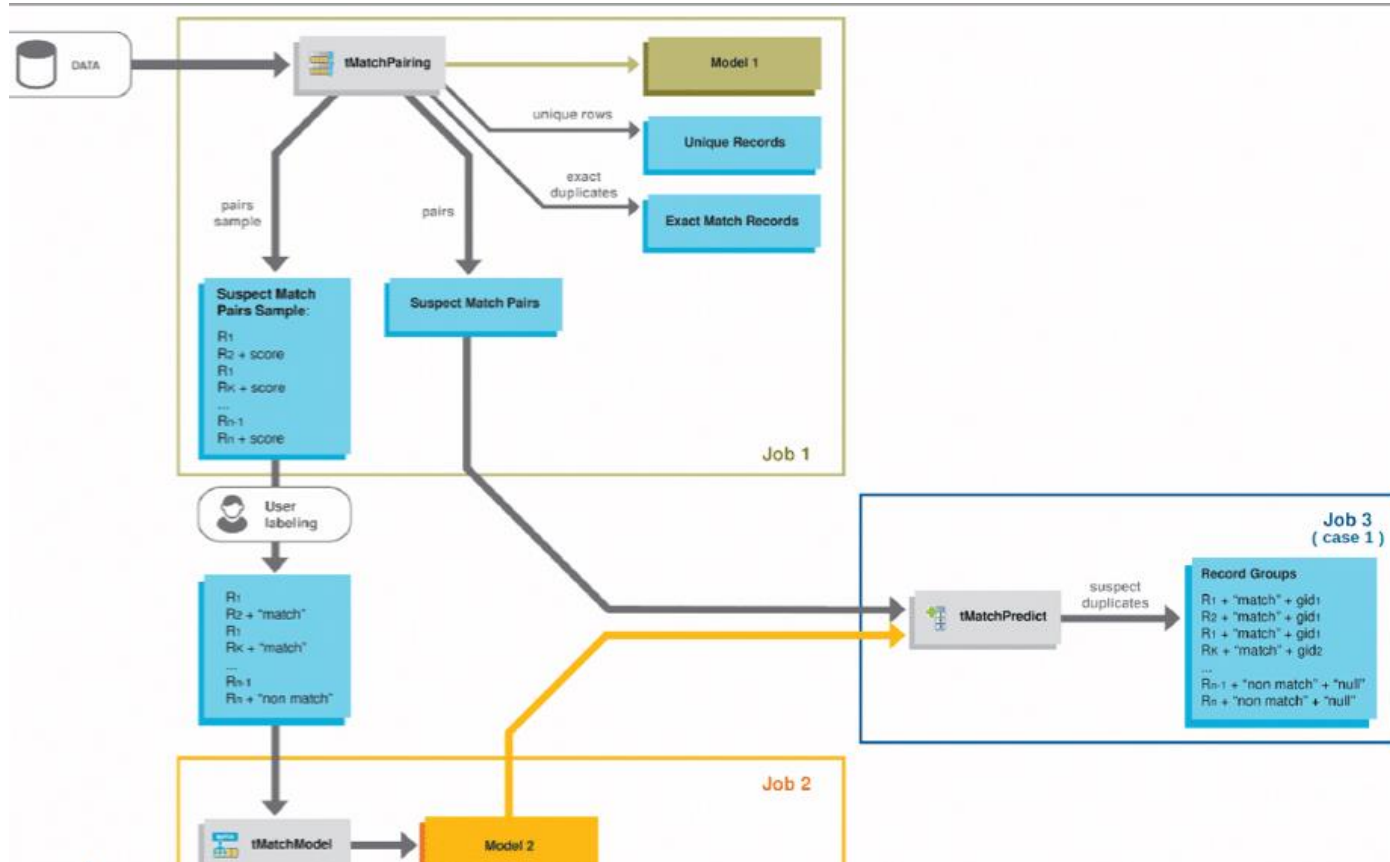 DATA
tMatchPairing
Model 1
unique rows
Unique Records
exact
duplicates
Exact Match Records
pairs
sample
pairs
Suspect Match
Pairs Sample:
R1
R2 + score
R1
RK + score
...
Rn-1
Rn + score
Suspect Match Pairs
Job 1
User
labeling
R1
R2 + "match"
R1
RK + "match"
...
Rn-1
Rn + "non match"
Job 3
( case 1 )
tMatchPredict
suspect
duplicates
Record Groups
R1 + "match" + gid1
R2 + "match" + gid1
R1 + "match" + gid1
RK + "match" + gid2
...
Rn-1 + "non match" + "null"
Rn + "non match" + "null"
Job 2
tMatchModel
Model 2